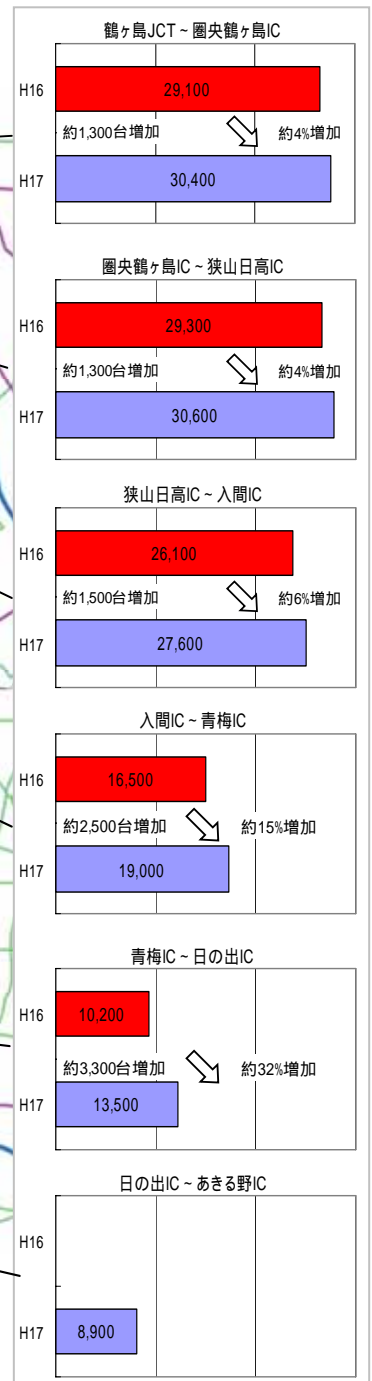 鶴ヶ島JCT ~ 圏央鶴ヶ島IC
H16
29,100
約1,300台増加
約4%増加
H17
30,400
圏央鶴ヶ島IC ~ 狭山日高IC
H16
29,300
約1,300台増加
約4%増加
H17
30,600
狭山日高IC ~ 入間IC
H16
26,100
約1,500台増加
約6%増加
H17
27,600
入間IC ~ 青梅IC
H16
16,500
約2,500台増加
約15%増加
H17
19,000
青梅IC ~ 日の出IC
H16
10,200
約3,300台増加
約32%増加
H17
13,500
日の出IC ~ あきる野IC
H16
H17
8,900